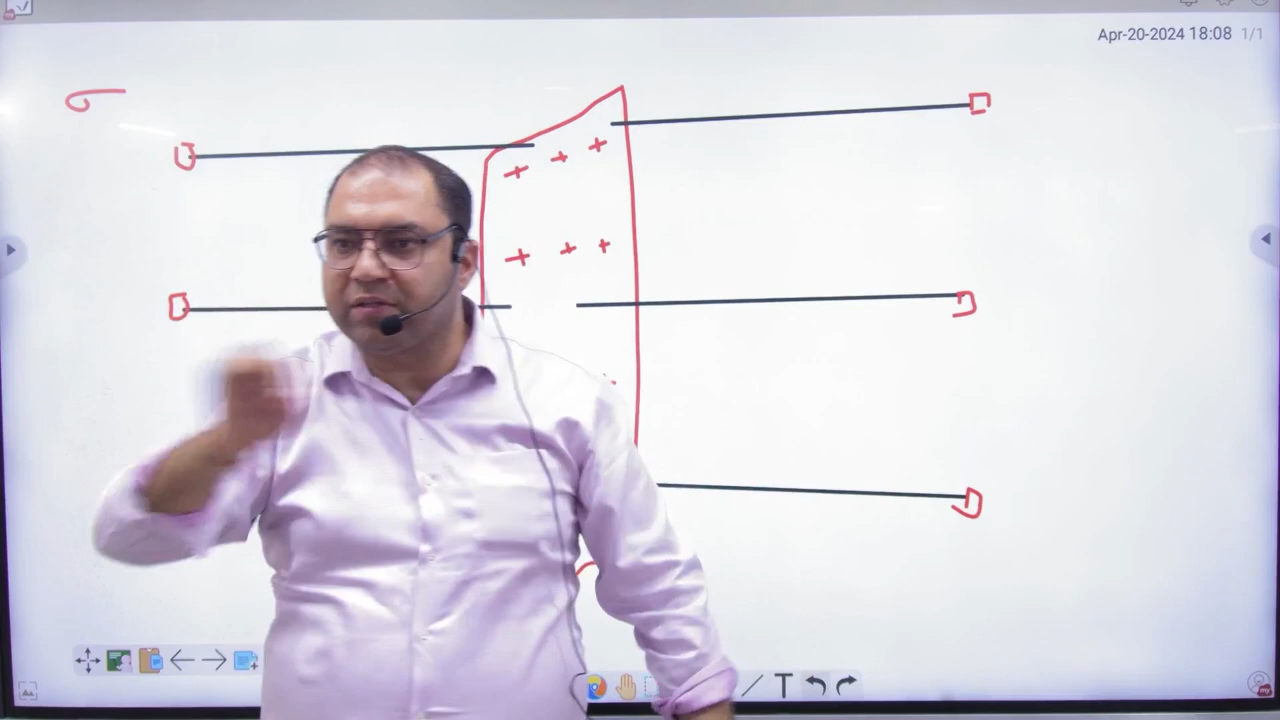 Apr-20-2024 18:08 1/1
σ
+ + +
+ + +
T